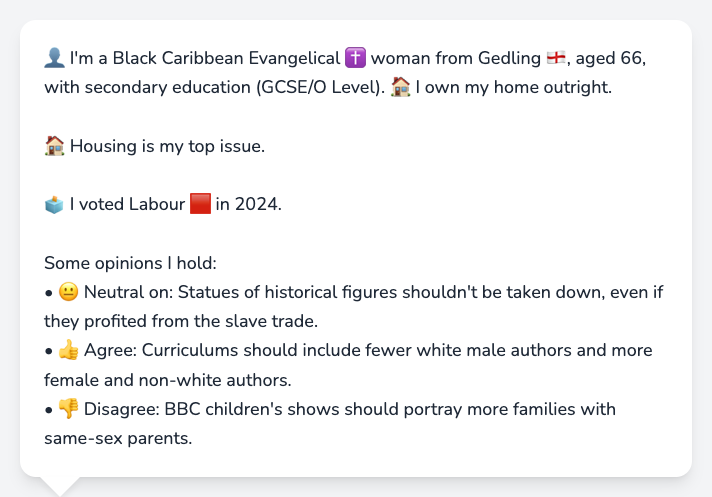 👤 I'm a Black Caribbean Evangelical ✝️ woman from Gedling 🏴󠁧󠁢󠁥󠁮󠁧󠁿, aged 66,
with secondary education (GCSE/O Level). 🏠 I own my home outright.
🏠 Housing is my top issue.
🗳️ I voted Labour 🟥 in 2024.
Some opinions I hold:
• 😐 Neutral on: Statues of historical figures shouldn't be taken down, even if
they profited from the slave trade.
• 👍 Agree: Curriculums should include fewer white male authors and more
female and non-white authors.
• 👎 Disagree: BBC children's shows should portray more families with
same-sex parents.